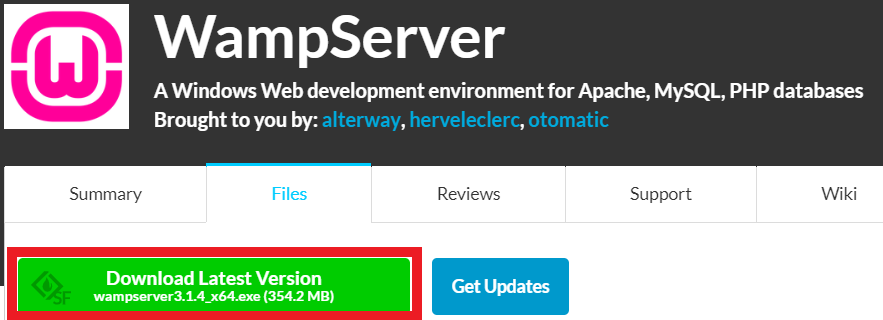 WampServer
A Windows Web development environment for Apache, MySQL, PHP databases
Brought to you by: alterway, herveleclerc, otomatic
Summary
Files
Reviews
Support
Wiki
SF
Download Latest Version
wampserver3.1.4_x64.exe (354.2 MB)
Get Updates